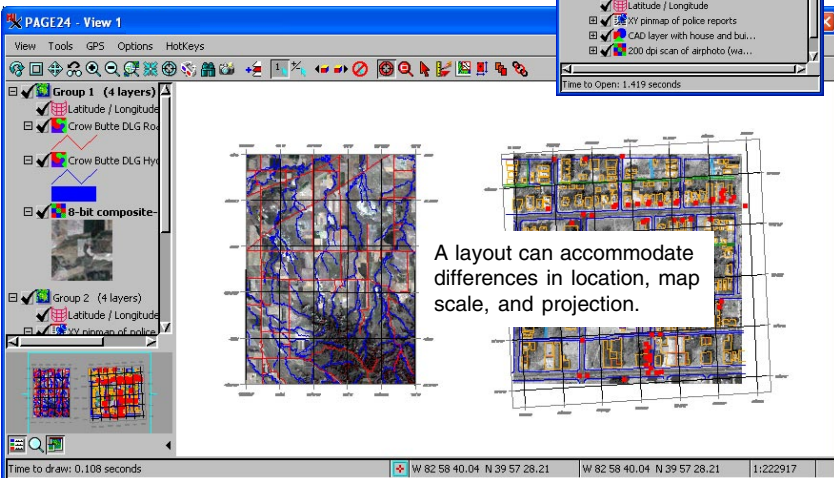 PAGE24 - View 1
View Tools GPS Options HotKeys
Latitude / Longitude
XY pinmap of police reports
CAD layer with house and bui...
200 dpi scan of airphoto (wa...
Time to Open: 1.419 seconds
Group 1 (4 layers)
Latitude / Longitude
Crow Butte DLG Roa
Crow Butte DLG Hyd
8-bit composite-
Group 2 (4 layers)
Latitude / Longitude
XY pinmap of police
A layout can accommodate
differences in location, map
scale, and projection.
Time to draw: 0.108 seconds
W 82 58 40.04 N 39 57 28.21
W 82 58 40.04 N 39 57 28.21
1:222917